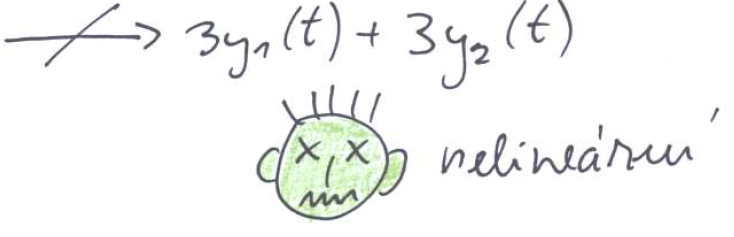 ↛ 3y₁(t) + 3y₂(t)
nelineární